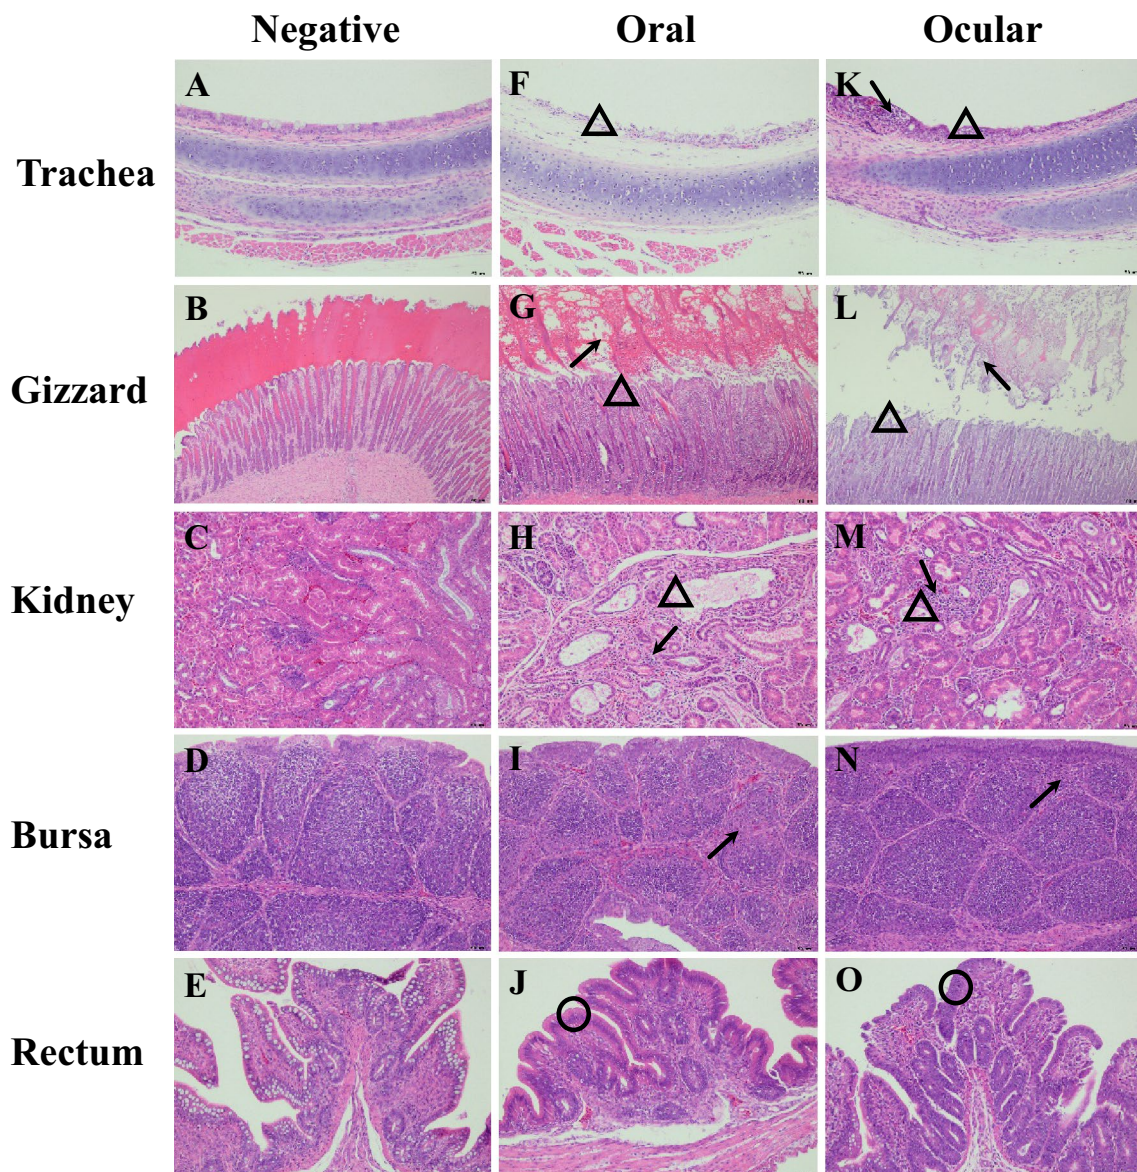 Negative Oral Ocular
Trachea A F K
Gizzard B G L
Kidney C H M
Bursa D I N
Rectum E J O